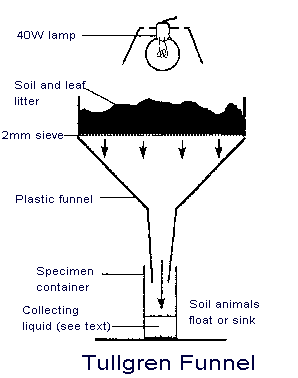 40W lamp
Soil and leaf
litter
2mm sieve
Plastic funnel
Specimen
container
Collecting
liquid (see text)
Soil animals
float or sink
Tullgren Funnel